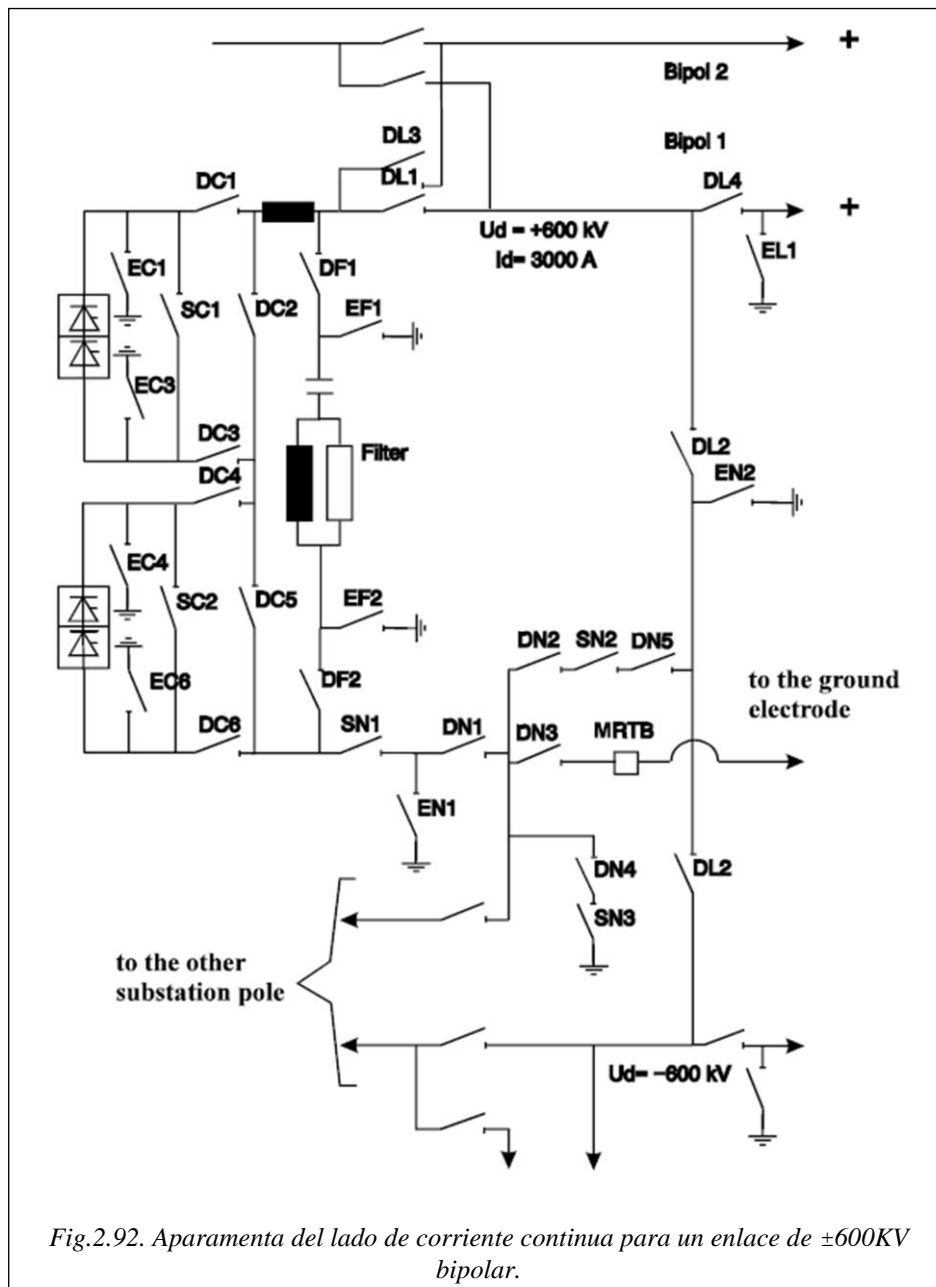 +
Bipol 2
DL3
Bipol 1
DC1
DL1
DL4
+
Ud = +600 kV
Id= 3000 A
EL1
EC1
SC1
DC2
DF1
EF1
EC3
DC3
Filter
DL2
DC4
EN2
EC4
SC2
DC5
EF2
DN2
SN2
DN5
EC6
DF2
to the ground
electrode
DC6
SN1
DN1
DN3
MRTB
EN1
DN4
DL2
SN3
to the other
substation pole
Ud= −600 kV
Fig.2.92. Aparamenta del lado de corriente continua para un enlace de ±600KV
bipolar.